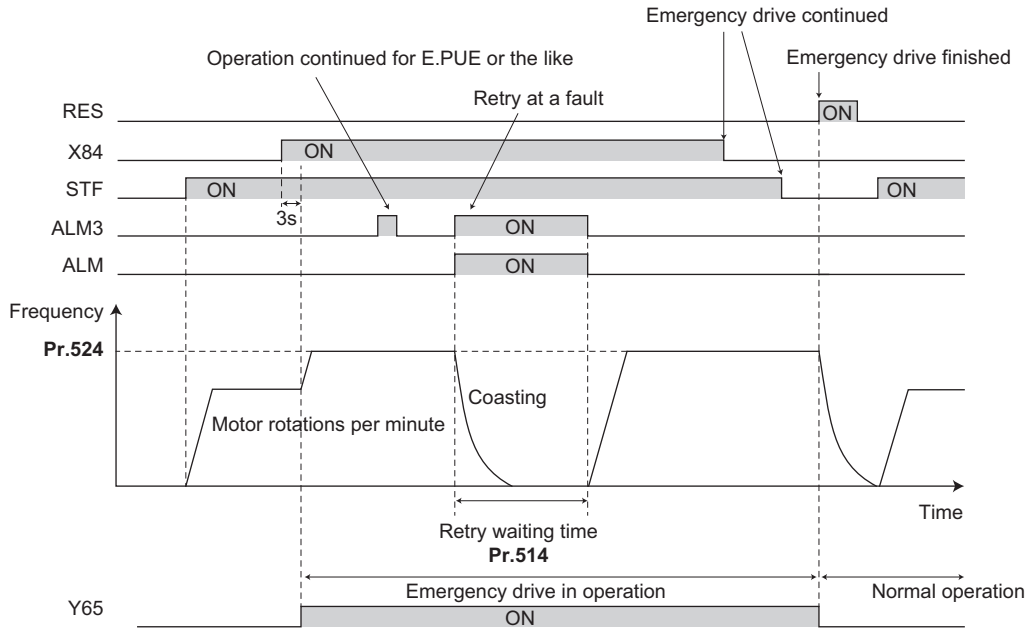 Emergency drive continued
Operation continued for E.PUE or the like
Emergency drive finished
Retry at a fault
RES
ON
X84
ON
STF
ON
ON
3s
ALM3
ON
ALM
ON
Frequency
Pr.524
Coasting
Motor rotations per minute
Time
Retry waiting time
Pr.514
Emergency drive in operation
Normal operation
Y65
ON